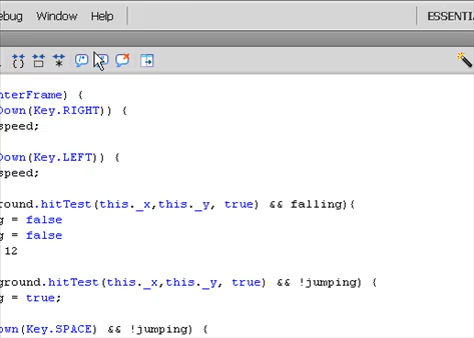 ebug Window Help ESSENTIA
nterFrame) {
Down(Key.RIGHT)) {
speed;
Down(Key.LEFT)) {
speed;
ground.hitTest(this._x,this._y, true) && falling){
g = false
g = false
12
ground.hitTest(this._x,this._y, true) && !jumping) {
g = true;
own(Key.SPACE) && !jumping) {